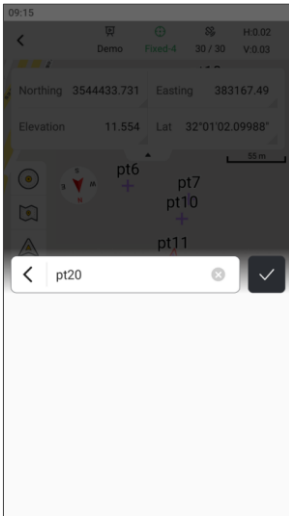 09:15
H:0.02
Demo Fixed-4 30 / 30 V:0.03
Northing 3544433.731 Easting 383167.49
Elevation 11.554 Lat 32°01'02.09988"
55 m
pt6
pt7
pt10
pt11
pt20